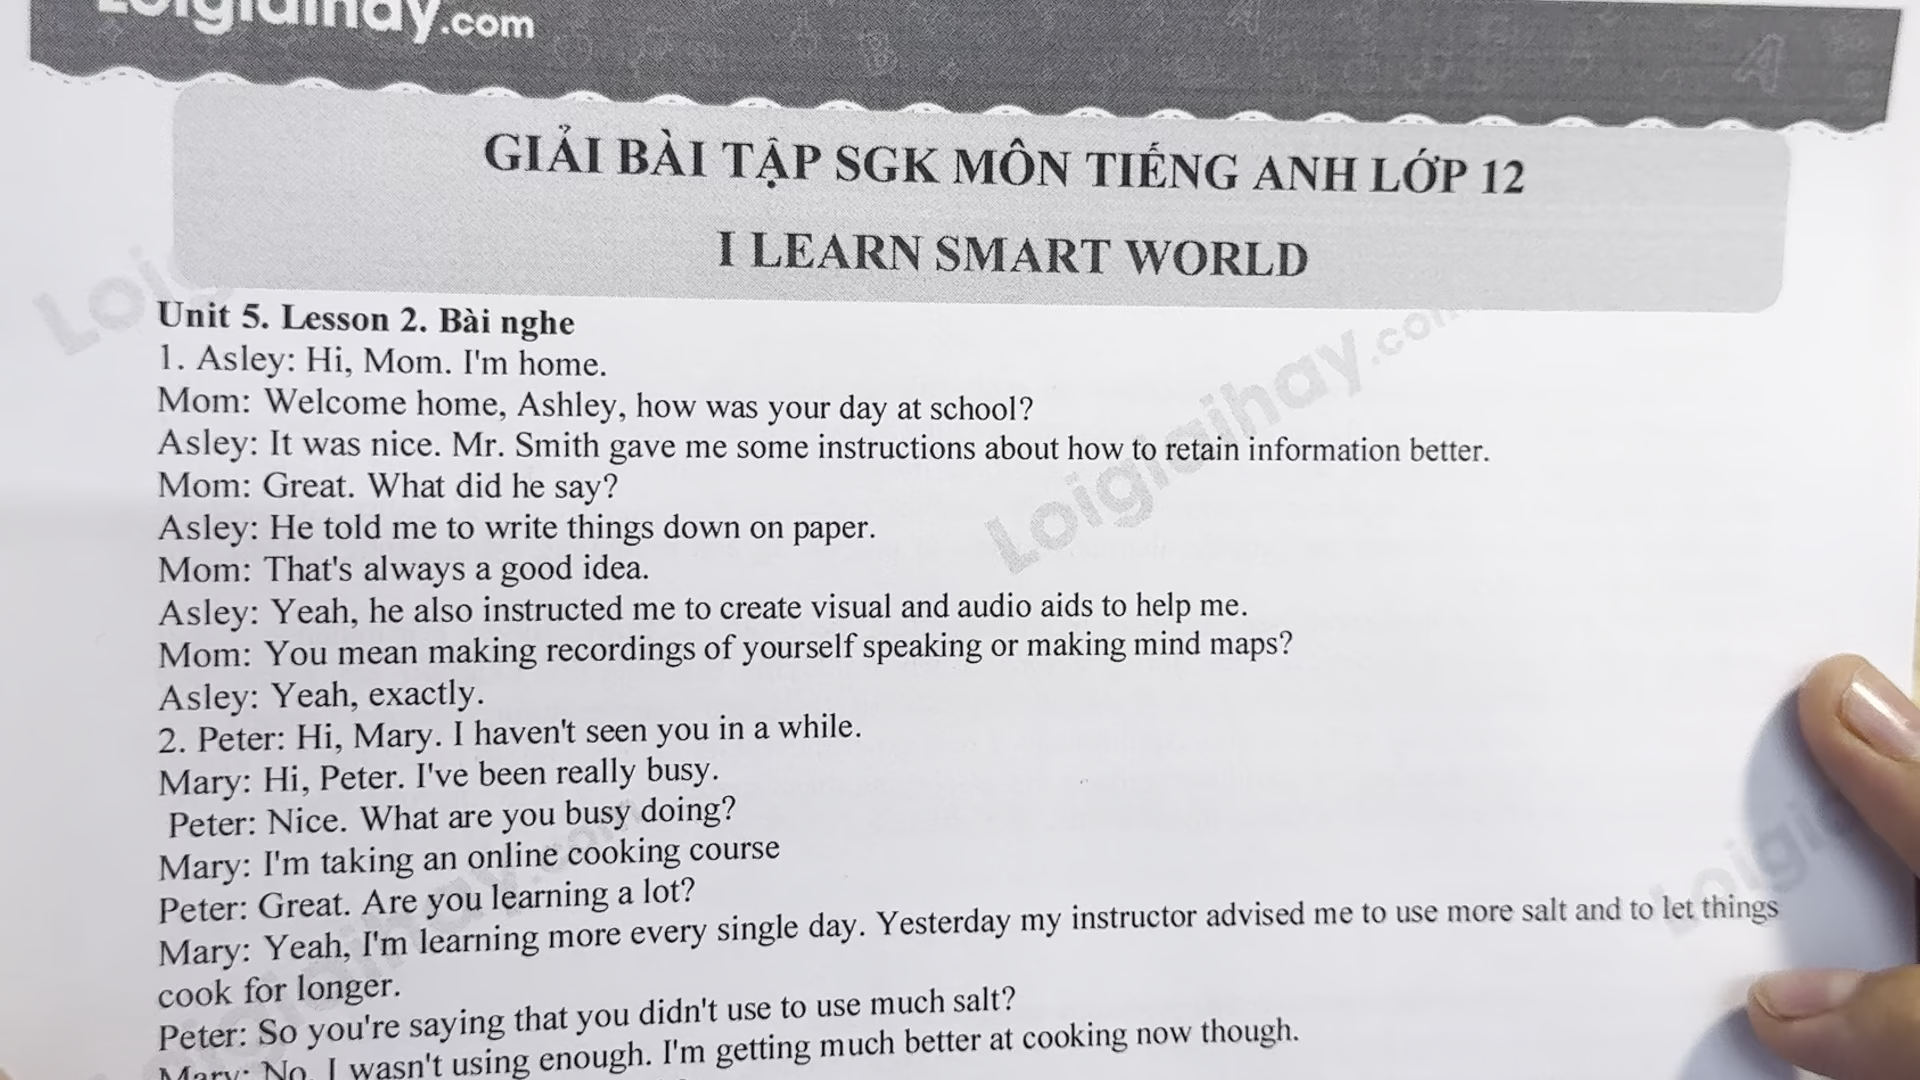 Loigiaihay.com
GIẢI BÀI TẬP SGK MÔN TIẾNG ANH LỚP 12
I LEARN SMART WORLD
Unit 5. Lesson 2. Bài nghe
1. Asley: Hi, Mom. I'm home.
Mom: Welcome home, Ashley, how was your day at school?
Asley: It was nice. Mr. Smith gave me some instructions about how to retain information better.
Mom: Great. What did he say?
Asley: He told me to write things down on paper.
Mom: That's always a good idea.
Asley: Yeah, he also instructed me to create visual and audio aids to help me.
Mom: You mean making recordings of yourself speaking or making mind maps?
Asley: Yeah, exactly.
2. Peter: Hi, Mary. I haven't seen you in a while.
Mary: Hi, Peter. I've been really busy.
Peter: Nice. What are you busy doing?
Mary: I'm taking an online cooking course
Peter: Great. Are you learning a lot?
Mary: Yeah, I'm learning more every single day. Yesterday my instructor advised me to use more salt and to let things
cook for longer.
Peter: So you're saying that you didn't use to use much salt?
Mary: No, I wasn't using enough. I'm getting much better at cooking now though.